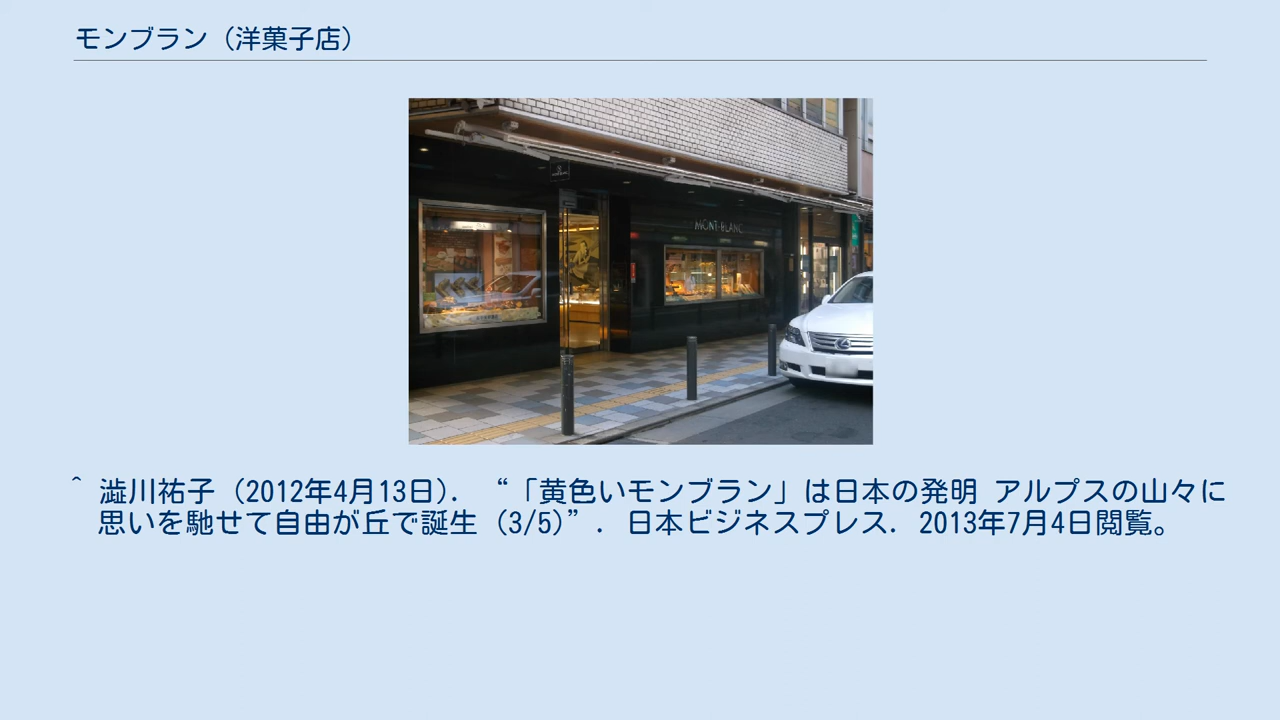 モンブラン（洋菓子店）
MONT-BLANC
^ 澁川祐子（2012年4月13日）. “「黄色いモンブラン」は日本の発明 アルプスの山々に
思いを馳せて自由が丘で誕生（3/5）”. 日本ビジネスプレス. 2013年7月4日閲覧。